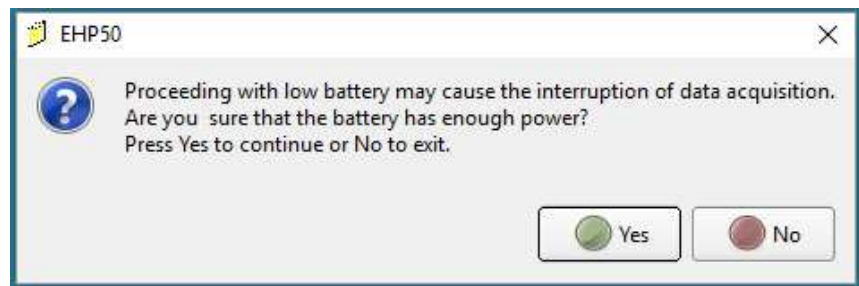 EHP50
Proceeding with low battery may cause the interruption of data acquisition.
Are you  sure that the battery has enough power?
Press Yes to continue or No to exit.
Yes
No